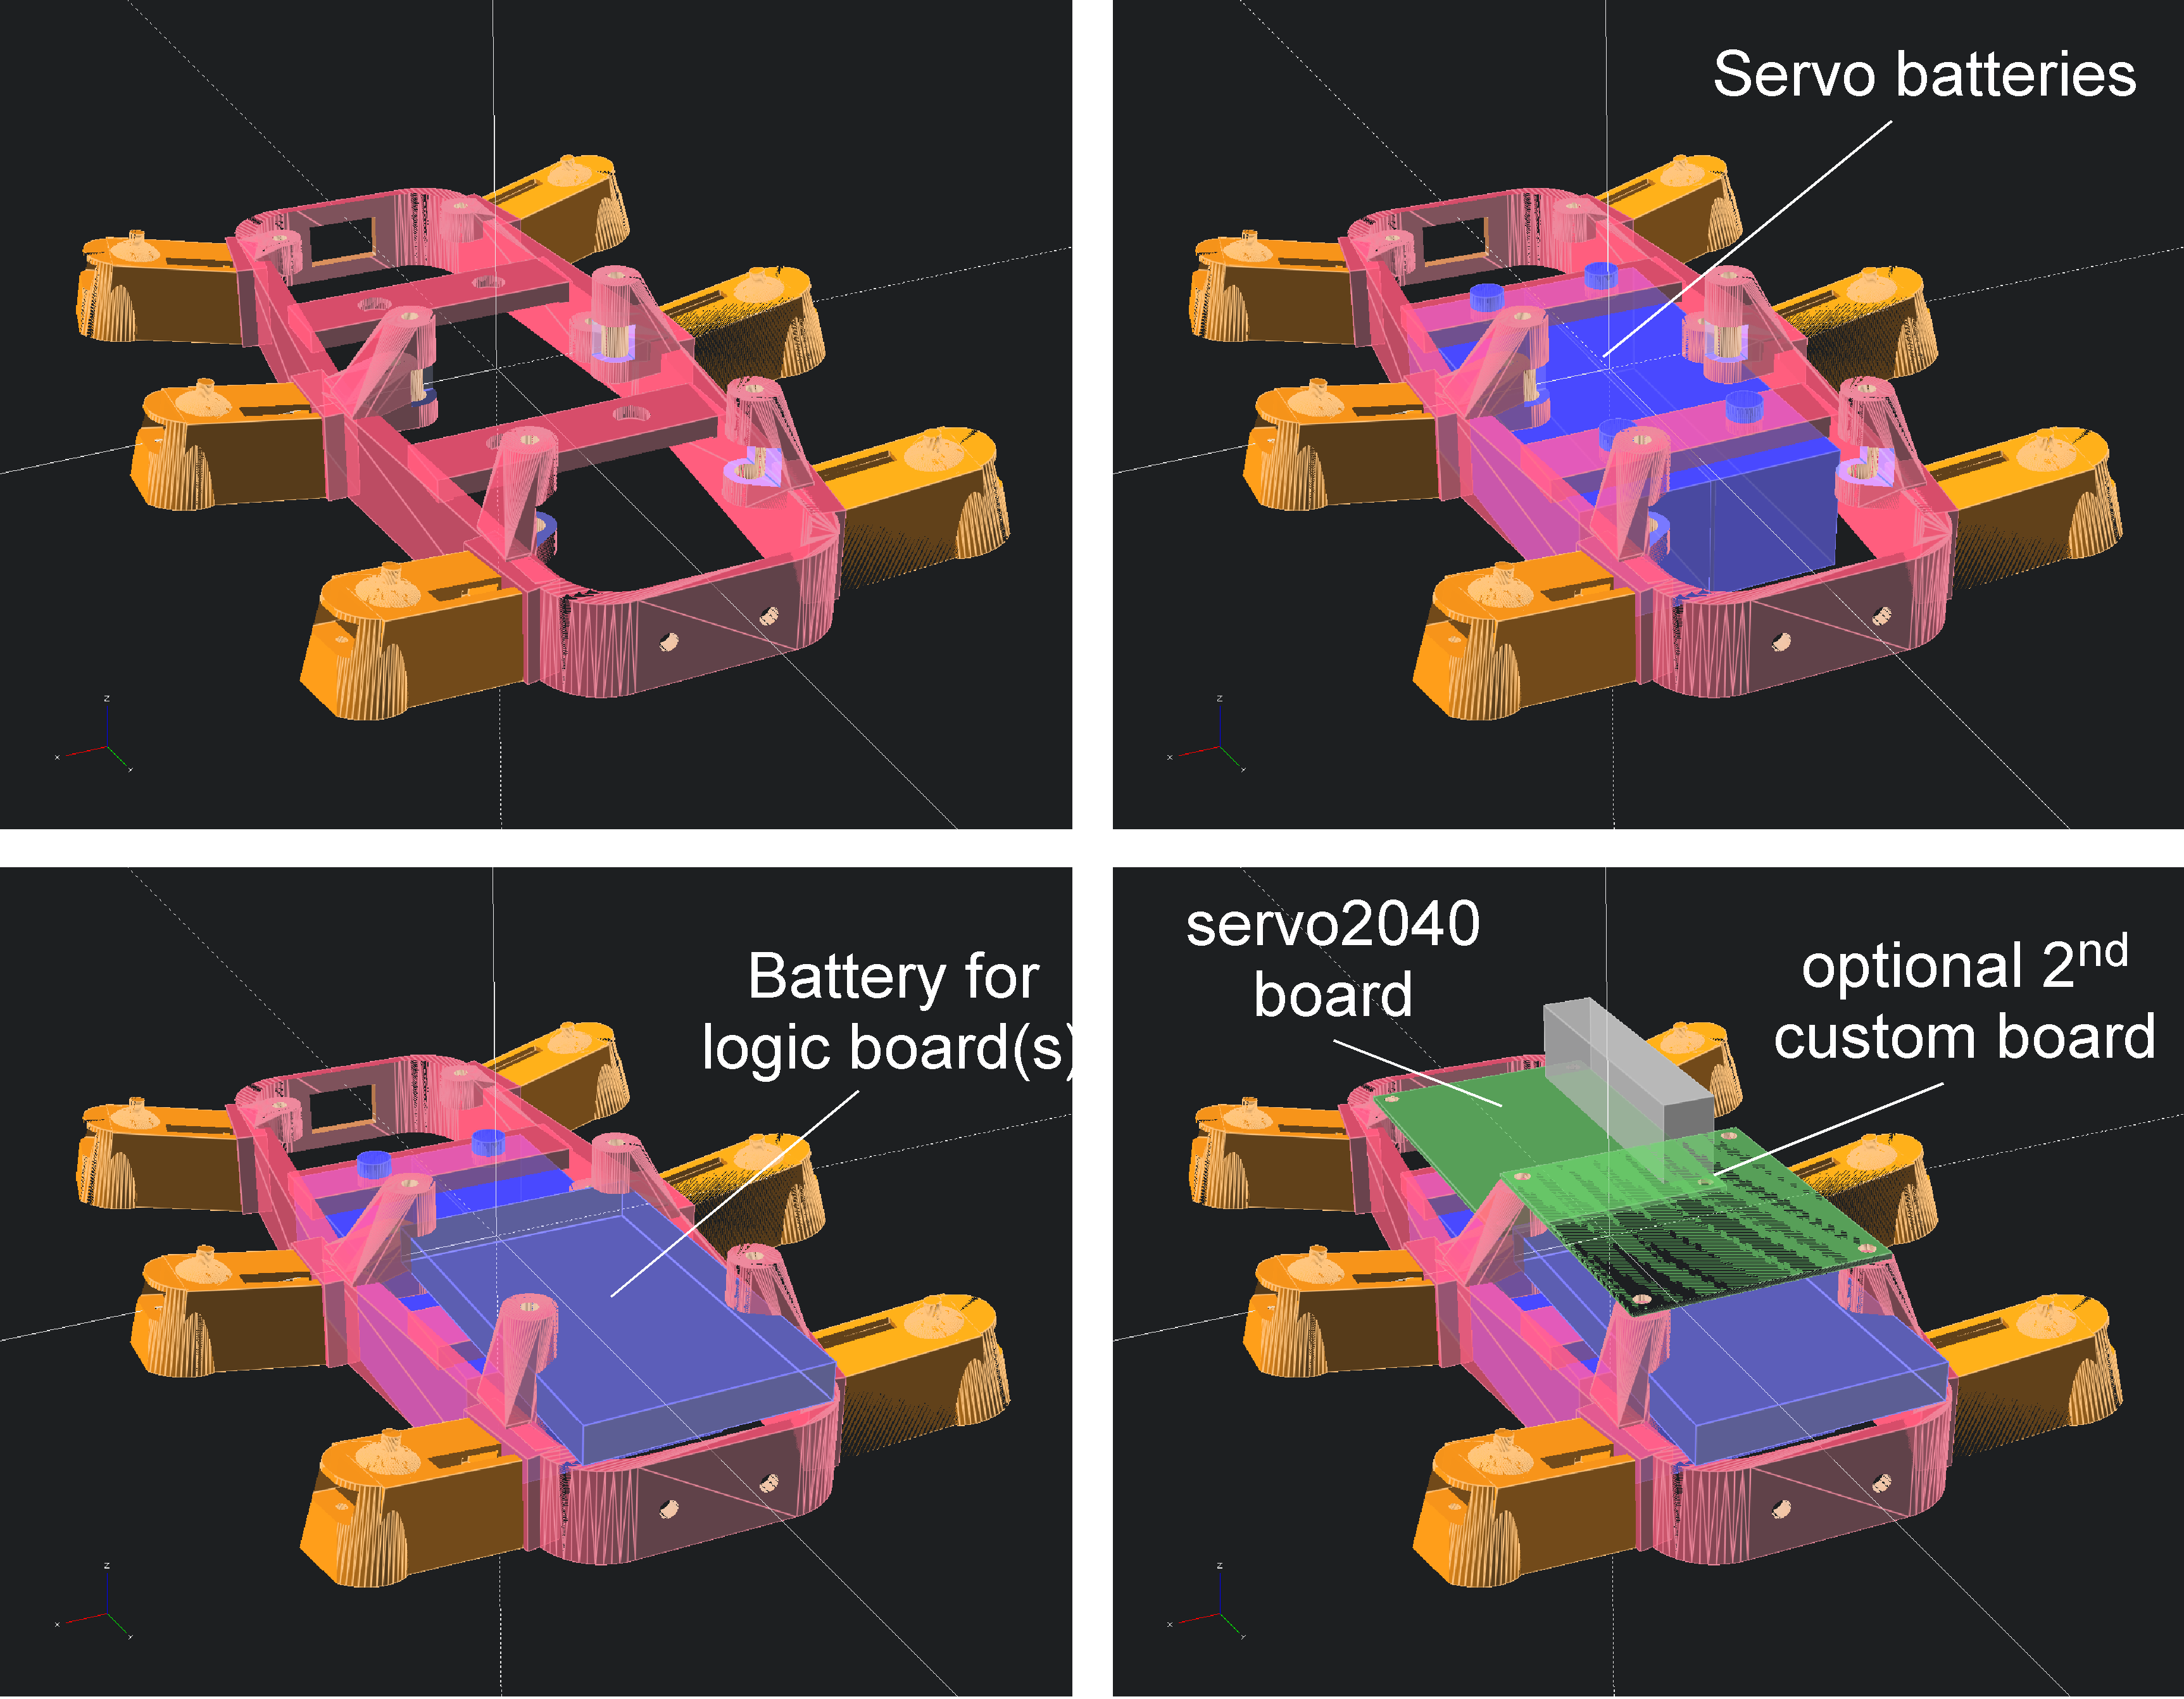 Servo batteries
z
x
y
z
x
y
Battery for
logic board(s)
servo2040
board
optional 2nd
custom board
z
x
y
z
x
y